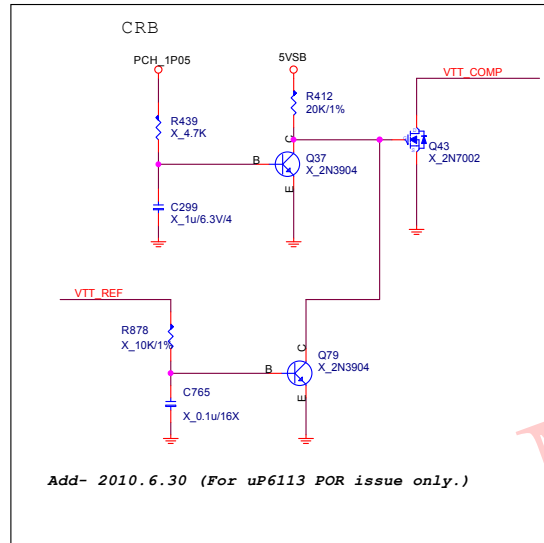 CRB
PCH_1P05
5VSB
VTT_COMP
R439
X_4.7K
R412
20K/1%
C
B
E
Q37
X_2N3904
Q43
X_2N7002
C299
X_1u/6.3V/4
VTT_REF
R878
X_10K/1%
C
B
E
Q79
X_2N3904
C765
X_0.1u/16X
Add- 2010.6.30 (For uP6113 POR issue only.)